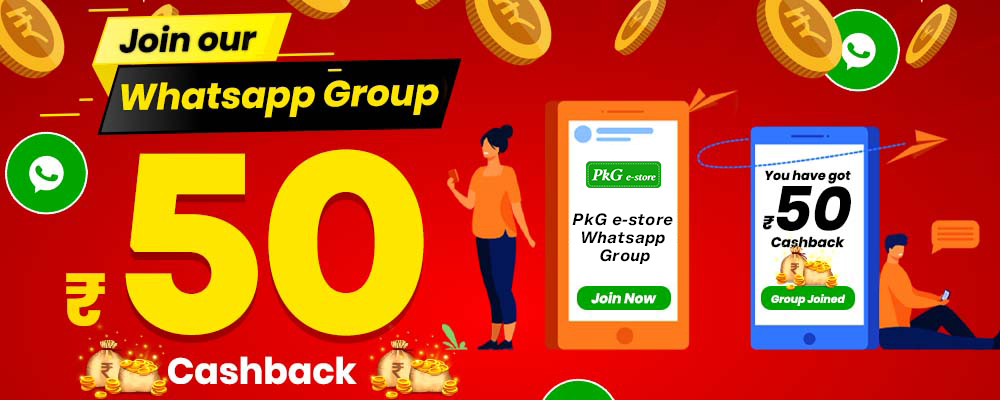 Join our
Whatsapp Group
₹50
Cashback
PkG e-store
PkG e-store
Whatsapp
Group
Join Now
You have got
₹50
Cashback
Group Joined